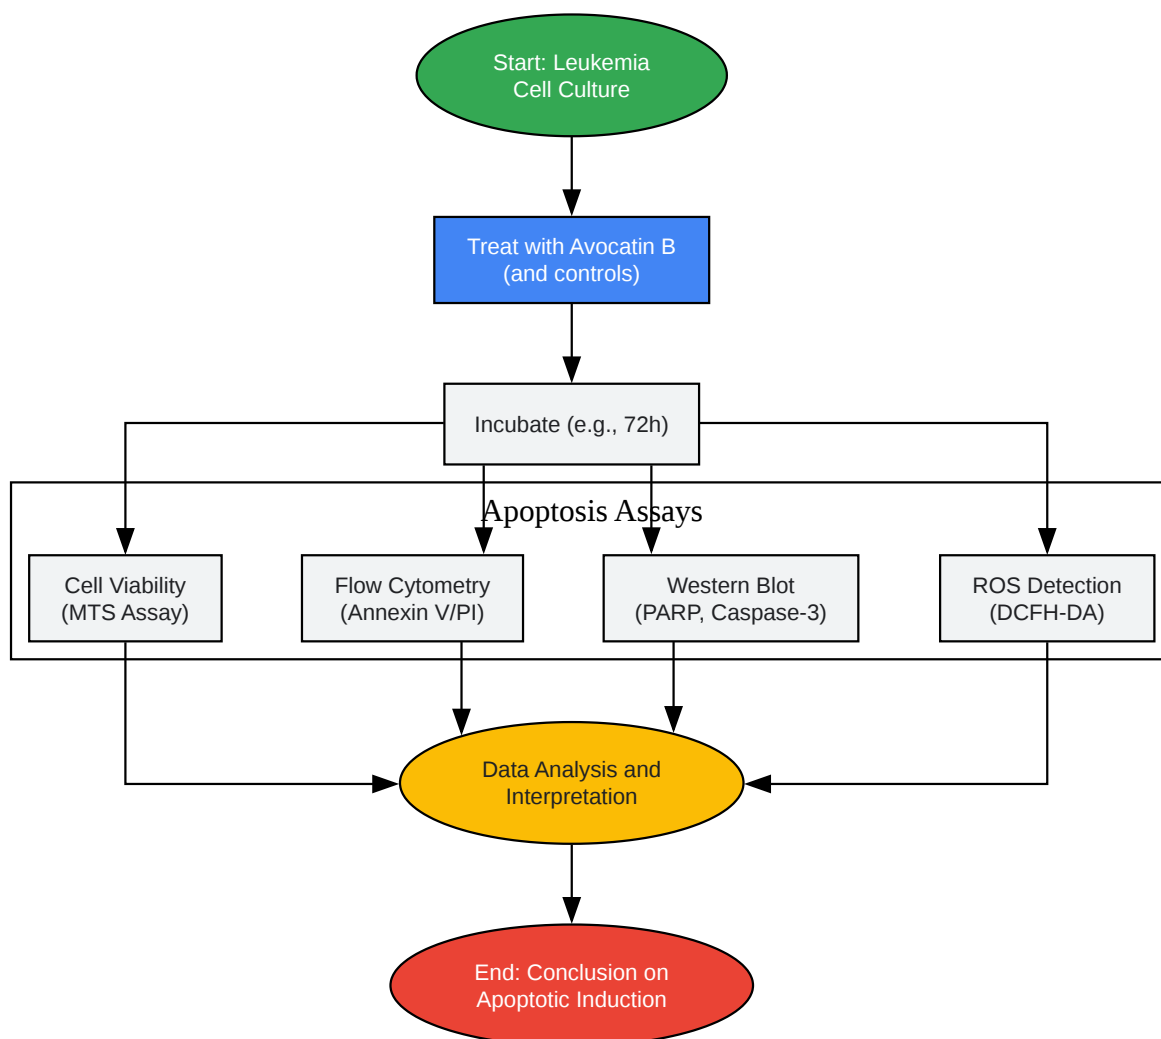 Start: Leukemia
Cell Culture
Treat with Avocatin B
(and controls)
Incubate (e.g., 72h)
Apoptosis Assays
Cell Viability
(MTS Assay)
Flow Cytometry
(Annexin V/PI)
Western Blot
(PARP, Caspase-3)
ROS Detection
(DCFH-DA)
Data Analysis and
Interpretation
End: Conclusion on
Apoptotic Induction